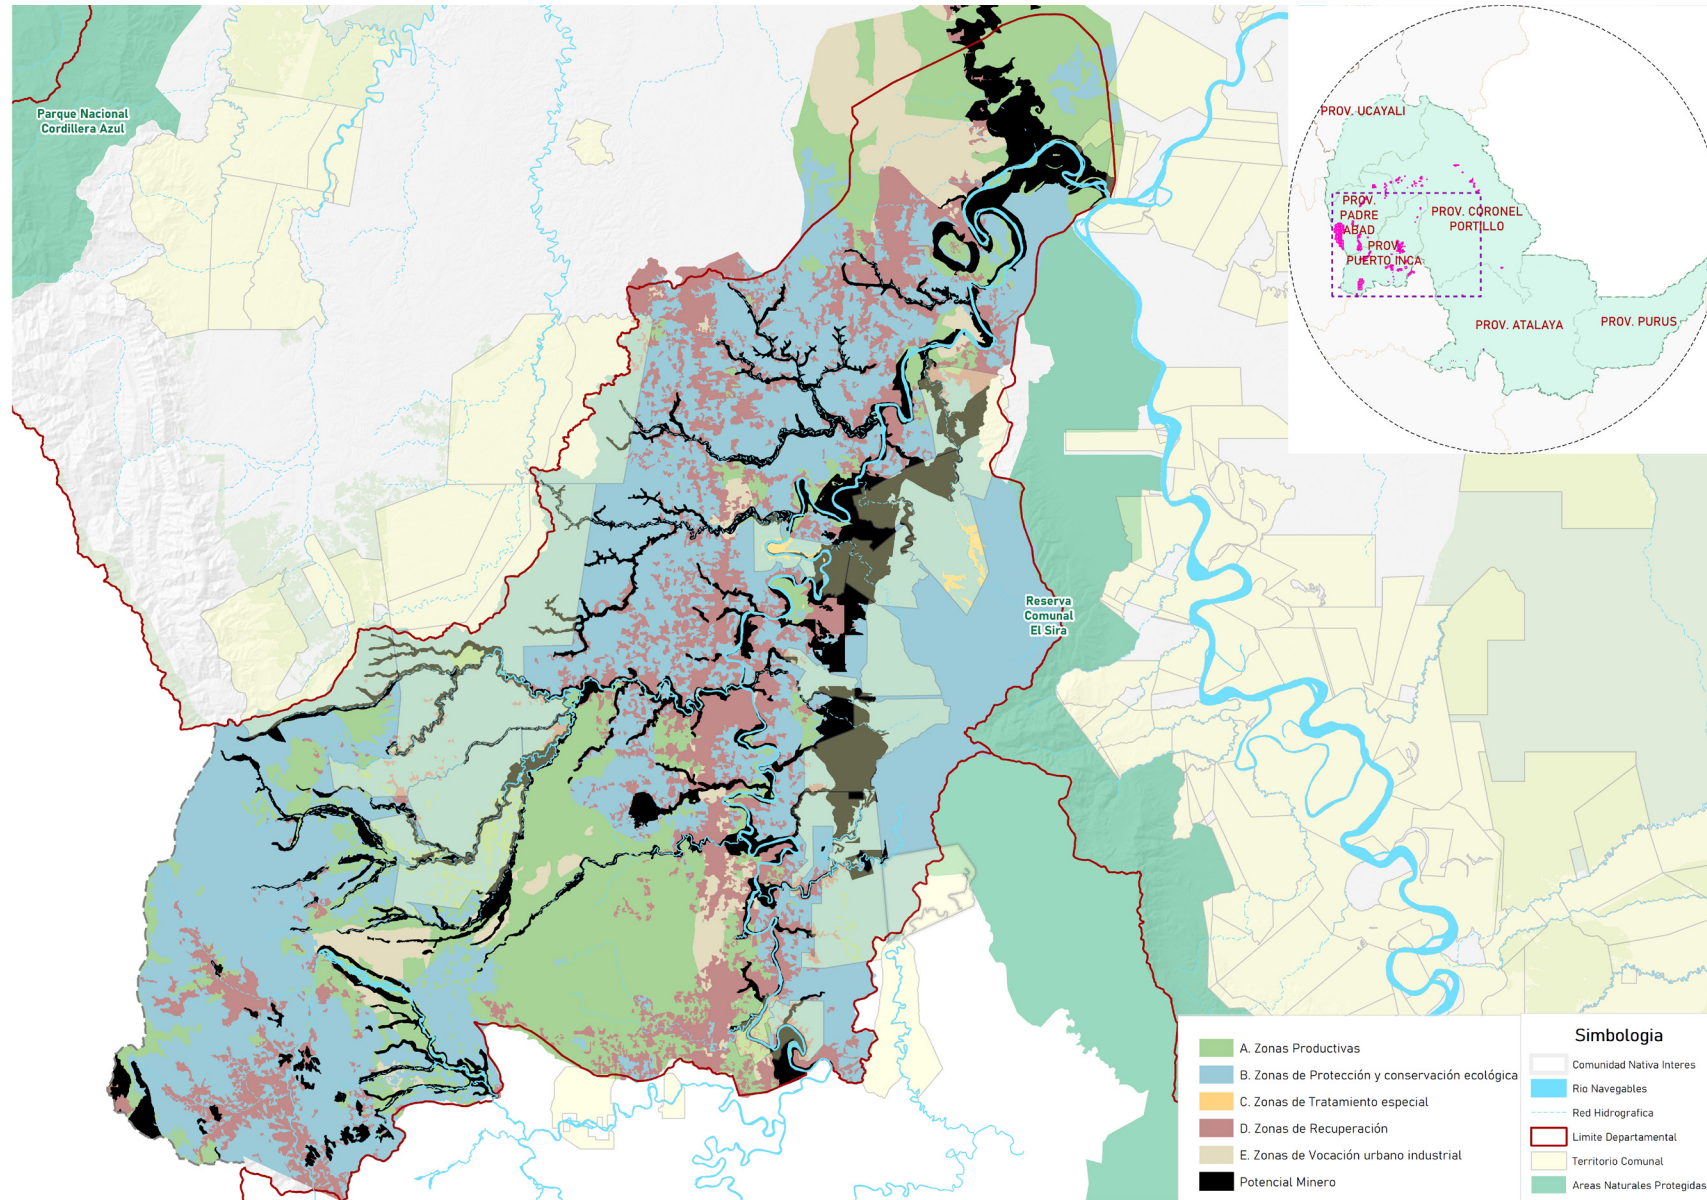 Parque Nacional
Cordillera Azul
PROV. UCAYALI
PROV.
PADRE
ABAD
PROV. CORONEL
PORTILLO
PROV.
PUERTO INCA
PROV. ATALAYA
PROV. PURUS
Reserva
Comunal
El Sira
A. Zonas Productivas
B. Zonas de Protección y conservación ecológica
C. Zonas de Tratamiento especial
D. Zonas de Recuperación
E. Zonas de Vocación urbano industrial
Potencial Minero
Simbologia
Comunidad Nativa Interes
Rio Navegables
Red Hidrografica
Limite Departamental
Territorio Comunal
Areas Naturales Protegidas